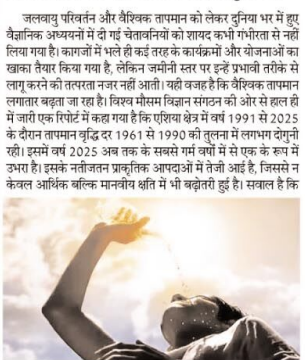 जलवायु परिवर्तन और वैश्विक तापमान को लेकर दुनिया भर में हुए
वैज्ञानिक अध्ययनों में दी गई चेतावनियों को शायद कभी गंभीरता से नहीं
लिया गया है। कागजों में भले ही कई तरह के कार्यक्रमों और योजनाओं का
खाका तैयार किया गया है, लेकिन जमीनी स्तर पर इन्हें प्रभावी तरीके से
लागू करने की तत्परता नजर नहीं आती। यही वजह है कि वैश्विक तापमान
लगातार बढ़ता जा रहा है। विश्व मौसम विज्ञान संगठन की ओर से हाल ही
में जारी एक रिपोर्ट में कहा गया है कि एशिया क्षेत्र में वर्ष 1991 से 2025
के दौरान तापमान वृद्धि दर 1961 से 1990 की तुलना में लगभग दोगुनी
रही। इसमें वर्ष 2025 अब तक के सबसे गर्म वर्षों में से एक के रूप में
उभरा है। इसके नतीजतन प्राकृतिक आपदाओं में तेजी आई है, जिससे न
केवल आर्थिक बल्कि मानवीय क्षति में भी बढ़ोतरी हुई है। सवाल है कि